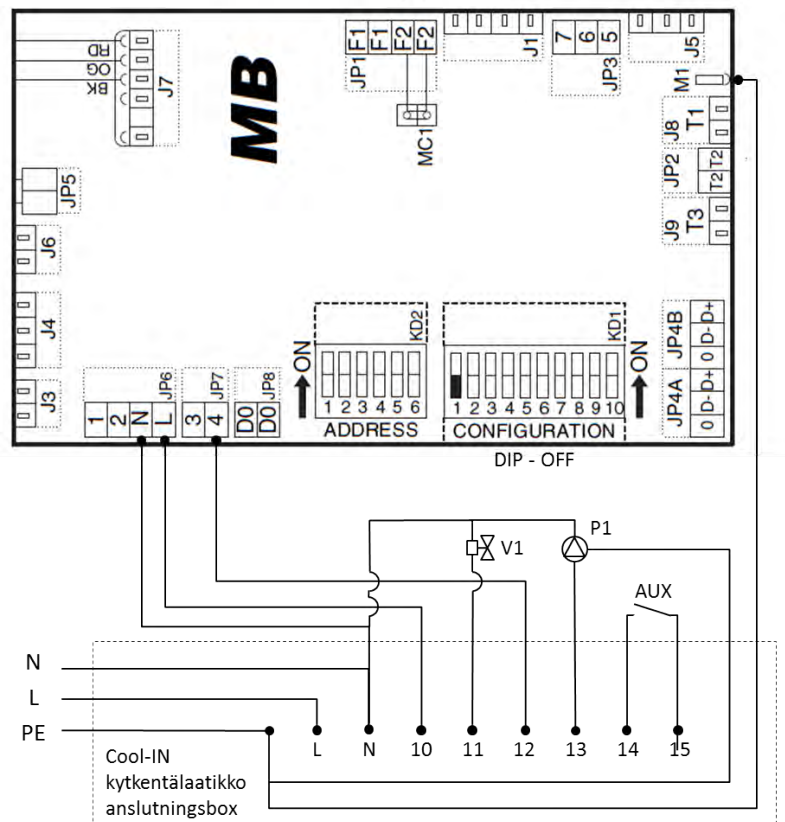 RD
OG
BK
J7
MB
JP1
F1
F1
F2
F2
MC1
J1
7
6
5
JP3
J5
M1
J8
T1
JP2
T2
T2
J9
T3
JP5
J6
J4
J3
1
2
N
L
JP6
3
4
JP7
D0
D0
JP8
ON
KD2
1 2 3 4 5 6
ADDRESS
KD1
ON
1 2 3 4 5 6 7 8 9 10
CONFIGURATION
JP4B
D+
D-
0
JP4A
D+
D-
0
DIP - OFF
V1
P1
AUX
N
L
PE
L N 10 11 12 13 14 15
Cool-IN
kytkentälaatikko
anslutningsbox